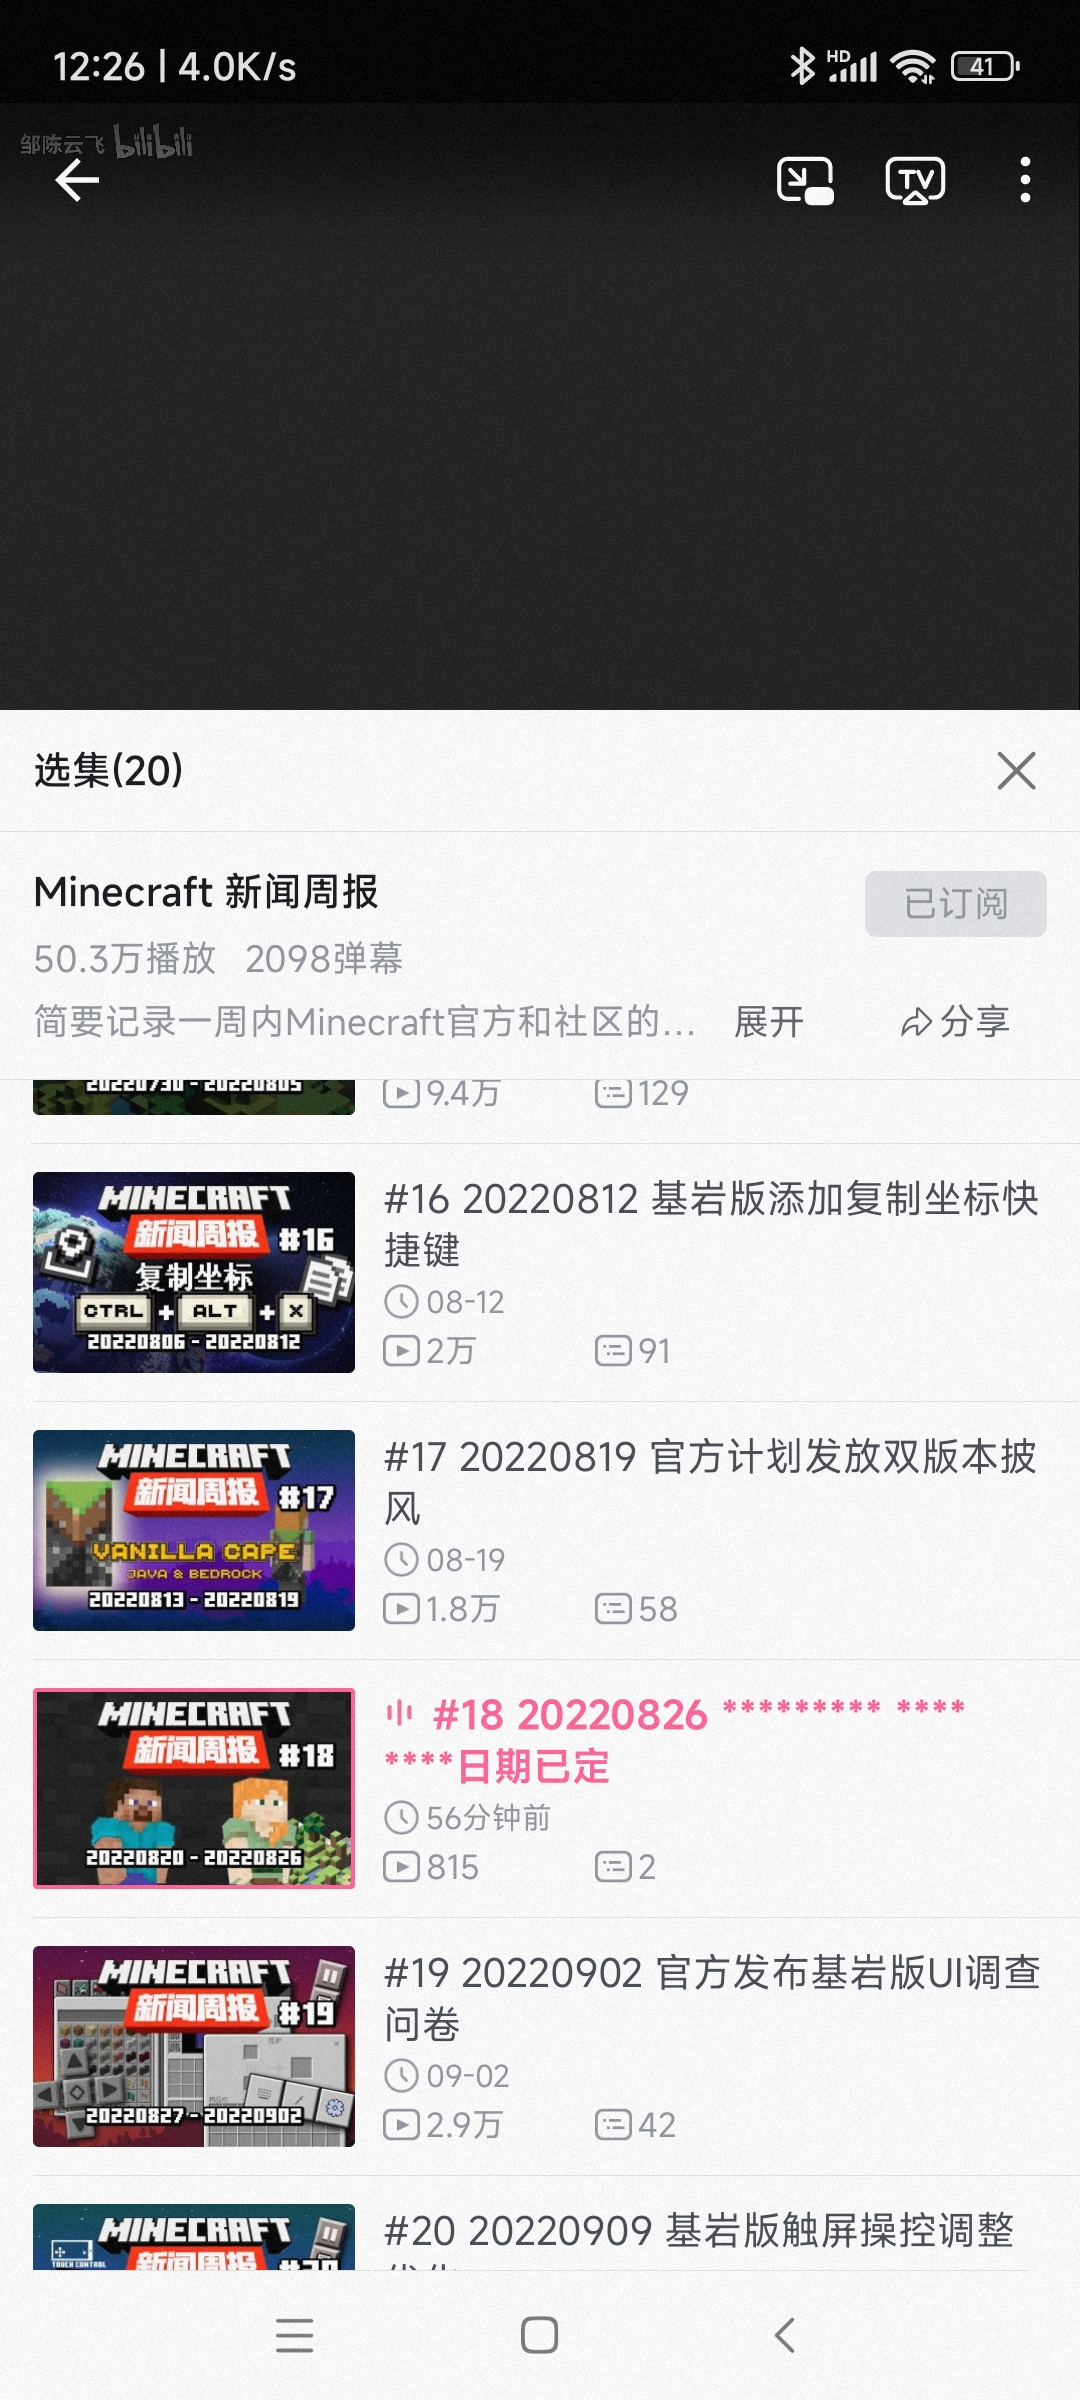 12:26 | 4.0K/s
HD
41
邹陈云飞 bilibili
TV
选集(20)
Minecraft 新闻周报
已订阅
50.3万播放 2098弹幕
简要记录一周内Minecraft官方和社区的... 展开 分享
20220730 - 20220805
9.4万 129
MINECRAFT
新闻周报 #16
复制坐标
CTRL + ALT + X
20220806 - 20220812
#16 20220812 基岩版添加复制坐标快
捷键
08-12
2万 91
MINECRAFT
新闻周报 #17
VANILLA CAPE
JAVA & BEDROCK
20220813 - 20220819
#17 20220819 官方计划发放双版本披
风
08-19
1.8万 58
MINECRAFT
新闻周报 #18
20220820 - 20220826
#18 20220826 ********* ****
****日期已定
56分钟前
815 2
MINECRAFT
新闻周报 #19
20220827 - 20220902
#19 20220902 官方发布基岩版UI调查
问卷
09-02
2.9万 42
MINECRAFT
新闻周报 #20
TOUCH CONTROL
#20 20220909 基岩版触屏操控调整